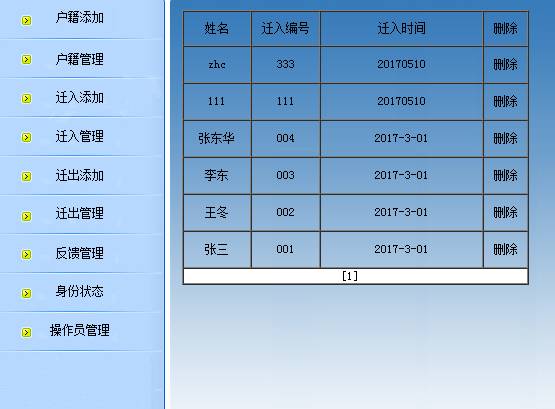 户籍添加
户籍管理
迁入添加
迁入管理
迁出添加
迁出管理
反馈管理
身份状态
操作员管理
姓名 迁入编号 迁入时间 删除
zhc 333 20170510 删除
111 111 20170510 删除
张东华 004 2017-3-01 删除
李东 003 2017-3-01 删除
王冬 002 2017-3-01 删除
张三 001 2017-3-01 删除
[1]